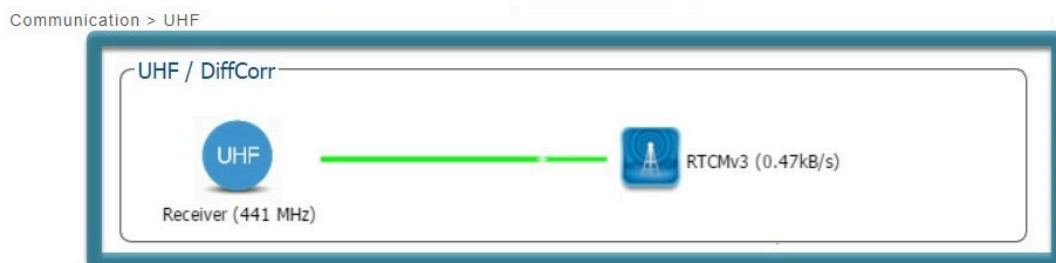 Communication > UHF
UHF / DiffCorr
UHF
RTCMv3 (0.47kB/s)
Receiver (441 MHz)